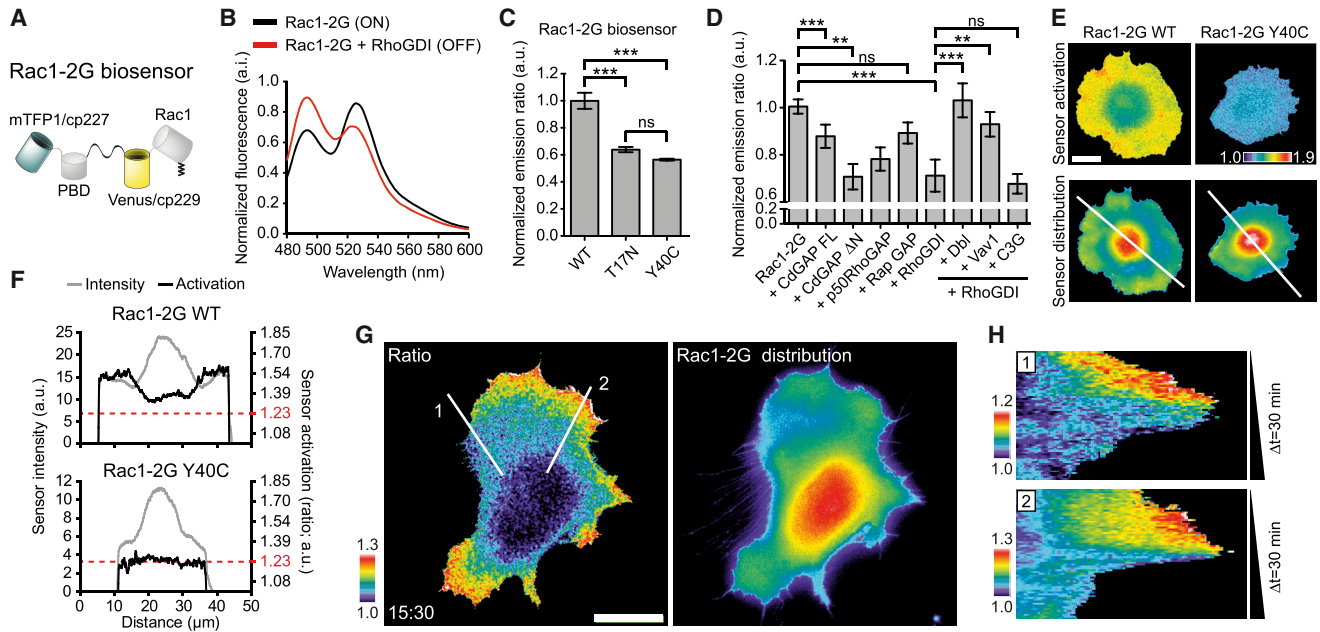 A
Rac1-2G biosensor
mTFP1/cp227
Rac1
PBD
Venus/cp229
B
Rac1-2G (ON)
Rac1-2G + RhoGDI (OFF)
Normalized fluorescence (a.i.)
1.0
0.8
0.6
0.4
0.2
0.0
480 500 520 540 560 580 600
Wavelength (nm)
C
Rac1-2G biosensor
Normalized emission ratio (a.u.)
***
***
ns
1.2
1.0
0.8
0.6
0.4
0.2
0.0
WT
T17N
Y40C
D
Normalized emission ratio (a.u.)
***
**
ns
***
ns
**
***
1.2
1.0
0.8
0.6
0.2
0.0
Rac1-2G
+ CdGAP FL
+ CdGAP ΔN
+ p50RhoGAP
+ Rap GAP
+ RhoGDI
+ Dbl
+ Vav1
+ C3G
+ RhoGDI
E
Rac1-2G WT
Rac1-2G Y40C
Sensor activation
1.0 1.9
Sensor distribution
F
Intensity
Activation
Rac1-2G WT
25
20
15
10
5
0
1.85
1.70
1.54
1.39
1.23
1.08
Rac1-2G Y40C
12
10
8
6
4
2
0
1.85
1.70
1.54
1.39
1.23
1.08
0 10 20 30 40 50
Distance (µm)
Sensor intensity (a.u.)
Sensor activation (ratio; a.u.)
G
Ratio
1
2
1.3
1.0
15:30
Rac1-2G distribution
H
1
1.2
1.0
Δt=30 min
2
1.3
1.0
Δt=30 min